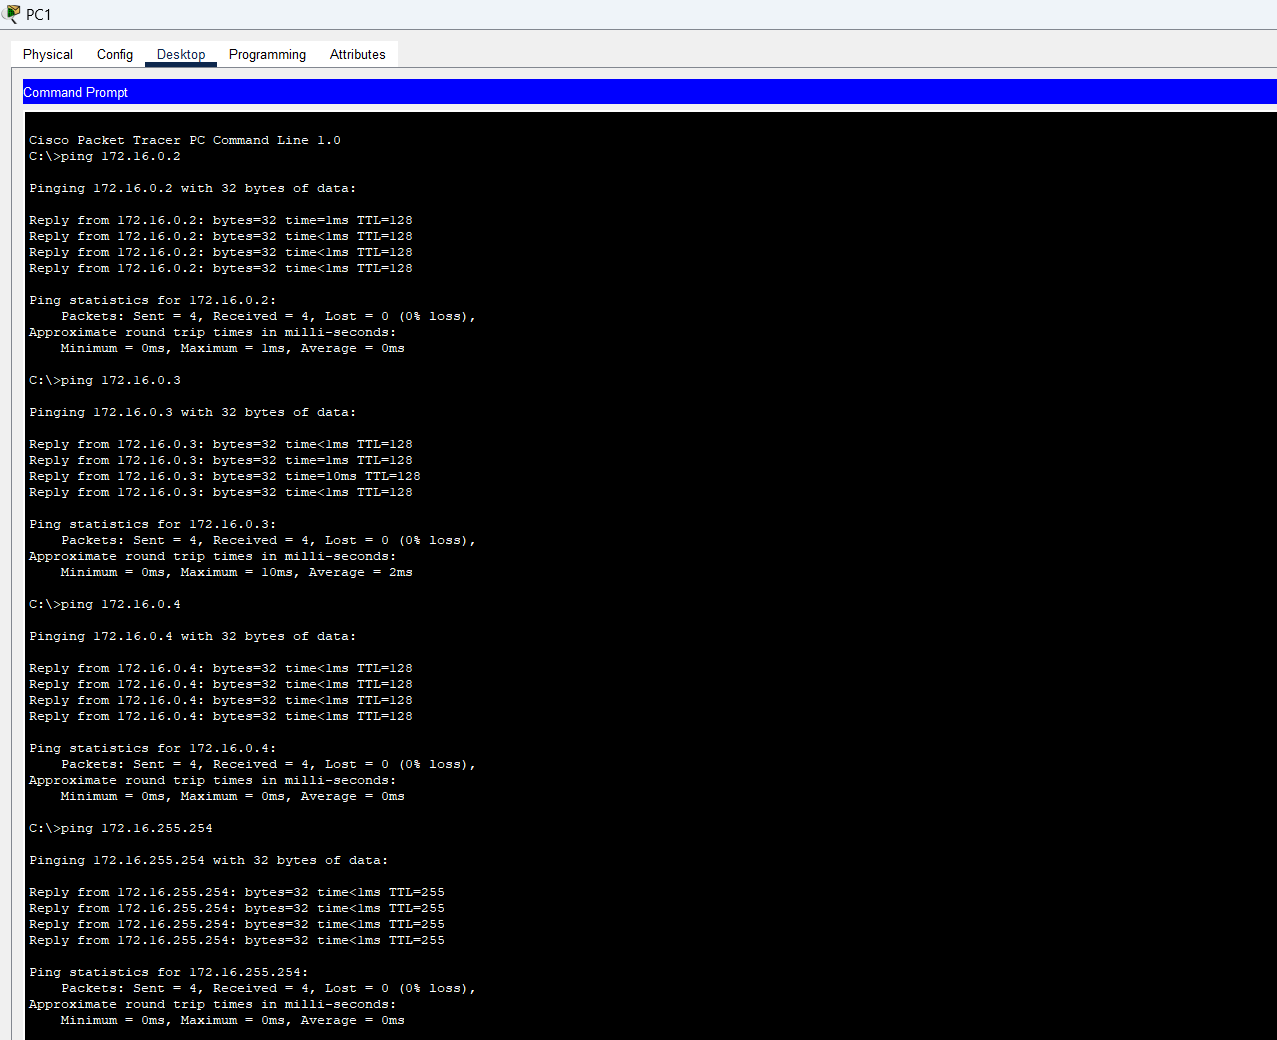 PC1
Physical Config Desktop Programming Attributes
Command Prompt
Cisco Packet Tracer PC Command Line 1.0
C:\>ping 172.16.0.2
Pinging 172.16.0.2 with 32 bytes of data:
Reply from 172.16.0.2: bytes=32 time=1ms TTL=128
Reply from 172.16.0.2: bytes=32 time<1ms TTL=128
Reply from 172.16.0.2: bytes=32 time<1ms TTL=128
Reply from 172.16.0.2: bytes=32 time<1ms TTL=128
Ping statistics for 172.16.0.2:
    Packets: Sent = 4, Received = 4, Lost = 0 (0% loss),
Approximate round trip times in milli-seconds:
    Minimum = 0ms, Maximum = 1ms, Average = 0ms
C:\>ping 172.16.0.3
Pinging 172.16.0.3 with 32 bytes of data:
Reply from 172.16.0.3: bytes=32 time<1ms TTL=128
Reply from 172.16.0.3: bytes=32 time=1ms TTL=128
Reply from 172.16.0.3: bytes=32 time=10ms TTL=128
Reply from 172.16.0.3: bytes=32 time<1ms TTL=128
Ping statistics for 172.16.0.3:
    Packets: Sent = 4, Received = 4, Lost = 0 (0% loss),
Approximate round trip times in milli-seconds:
    Minimum = 0ms, Maximum = 10ms, Average = 2ms
C:\>ping 172.16.0.4
Pinging 172.16.0.4 with 32 bytes of data:
Reply from 172.16.0.4: bytes=32 time<1ms TTL=128
Reply from 172.16.0.4: bytes=32 time<1ms TTL=128
Reply from 172.16.0.4: bytes=32 time<1ms TTL=128
Reply from 172.16.0.4: bytes=32 time<1ms TTL=128
Ping statistics for 172.16.0.4:
    Packets: Sent = 4, Received = 4, Lost = 0 (0% loss),
Approximate round trip times in milli-seconds:
    Minimum = 0ms, Maximum = 0ms, Average = 0ms
C:\>ping 172.16.255.254
Pinging 172.16.255.254 with 32 bytes of data:
Reply from 172.16.255.254: bytes=32 time<1ms TTL=255
Reply from 172.16.255.254: bytes=32 time<1ms TTL=255
Reply from 172.16.255.254: bytes=32 time<1ms TTL=255
Reply from 172.16.255.254: bytes=32 time<1ms TTL=255
Ping statistics for 172.16.255.254:
    Packets: Sent = 4, Received = 4, Lost = 0 (0% loss),
Approximate round trip times in milli-seconds:
    Minimum = 0ms, Maximum = 0ms, Average = 0ms